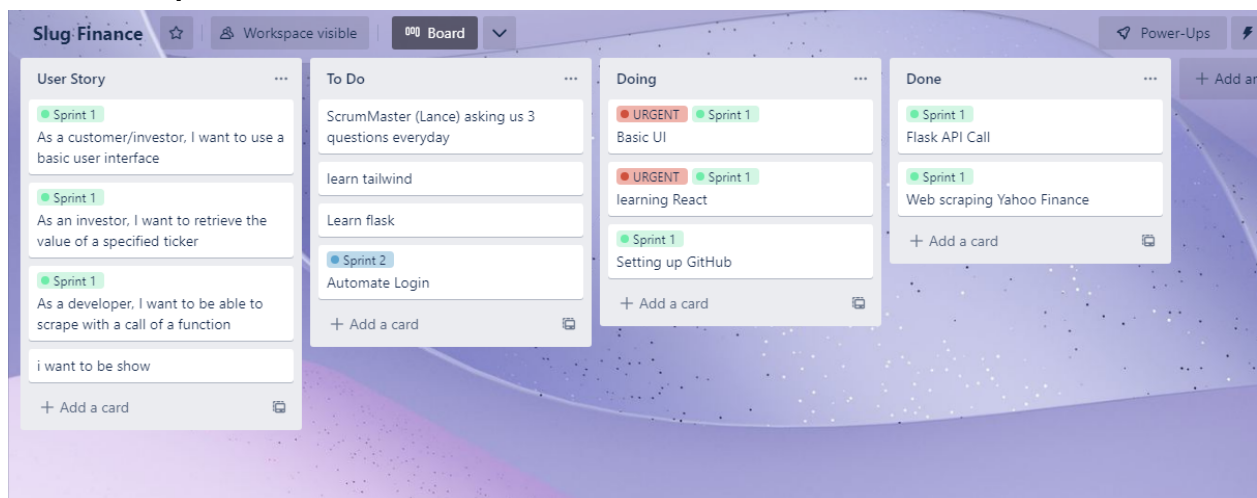 Slug Finance
Workspace visible
Board
Power-Ups
User Story
Sprint 1
As a customer/investor, I want to use a
basic user interface
Sprint 1
As an investor, I want to retrieve the
value of a specified ticker
Sprint 1
As a developer, I want to be able to
scrape with a call of a function
i want to be show
+ Add a card
To Do
ScrumMaster (Lance) asking us 3
questions everyday
learn tailwind
Learn flask
Sprint 2
Automate Login
+ Add a card
Doing
URGENT Sprint 1
Basic UI
URGENT Sprint 1
learning React
Sprint 1
Setting up GitHub
+ Add a card
Done
Sprint 1
Flask API Call
Sprint 1
Web scraping Yahoo Finance
+ Add a card
+ Add